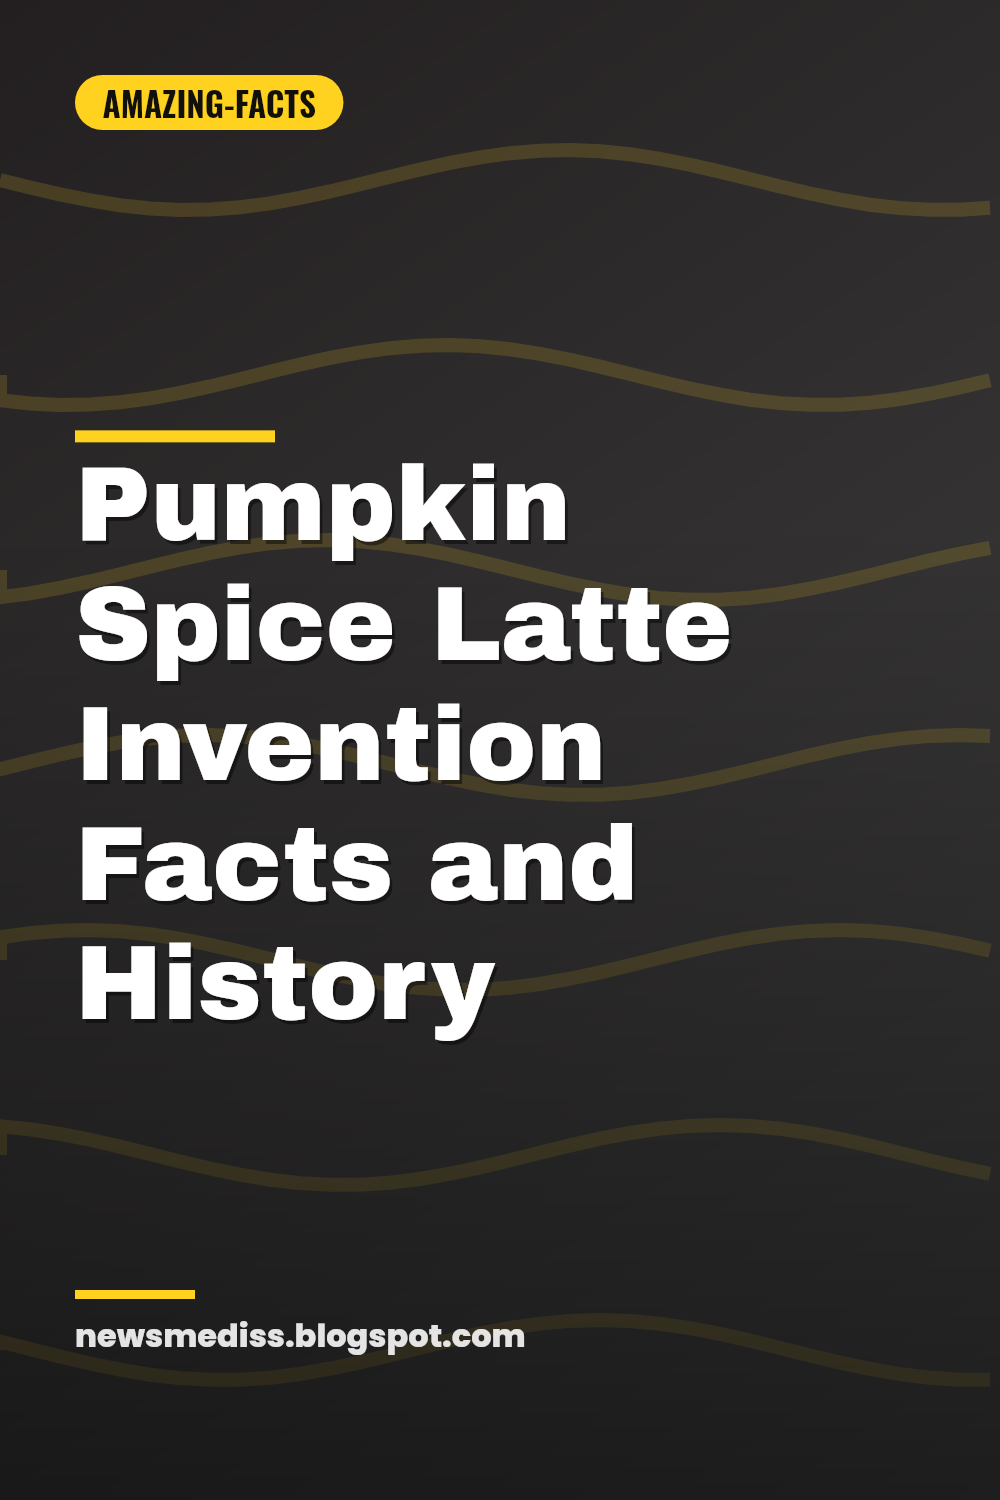 AMAZING-FACTS
Pumpkin
Spice Latte
Invention
Facts and
History
newsmediss.blogspot.com